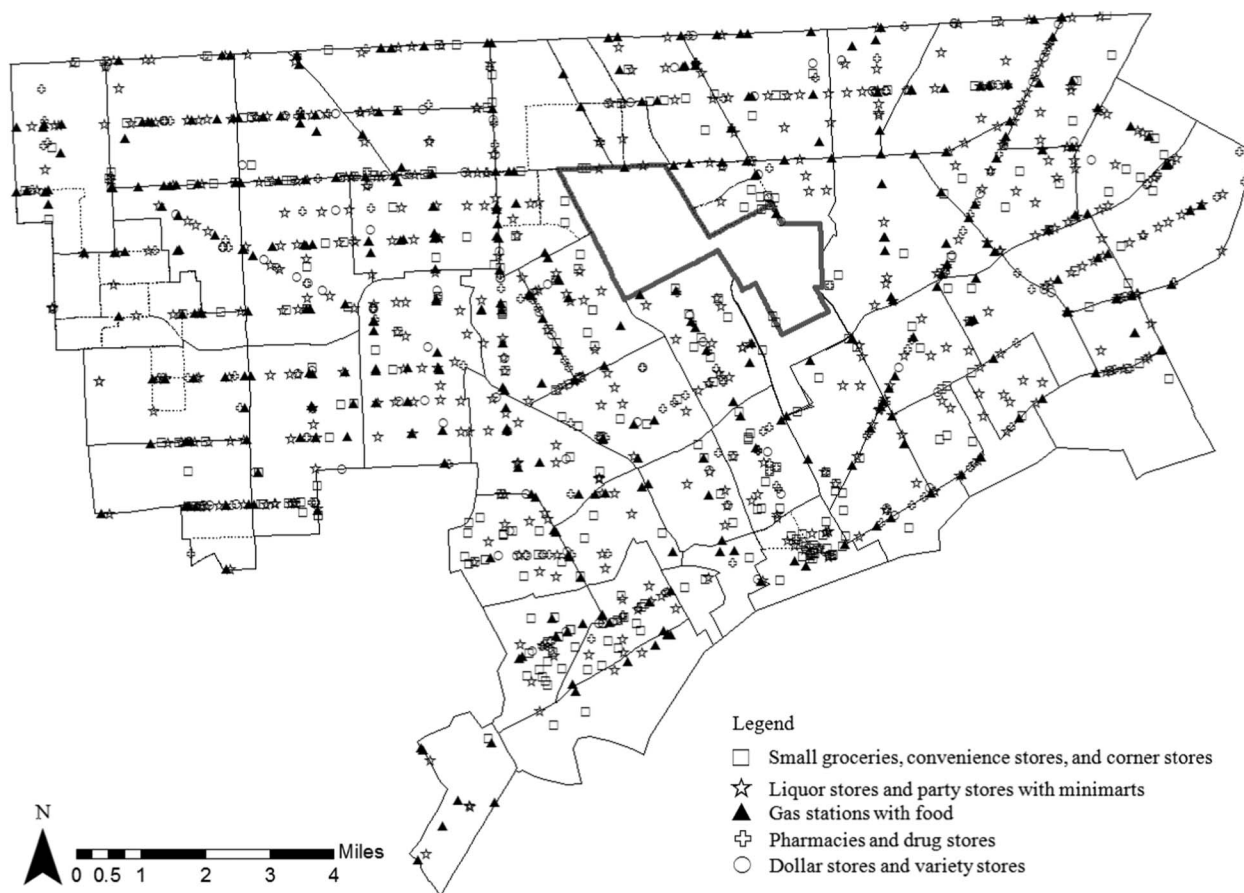 Legend
Small groceries, convenience stores, and corner stores
Liquor stores and party stores with minimarts
Gas stations with food
Pharmacies and drug stores
Dollar stores and variety stores
N
Miles
0 0.5 1 2 3 4